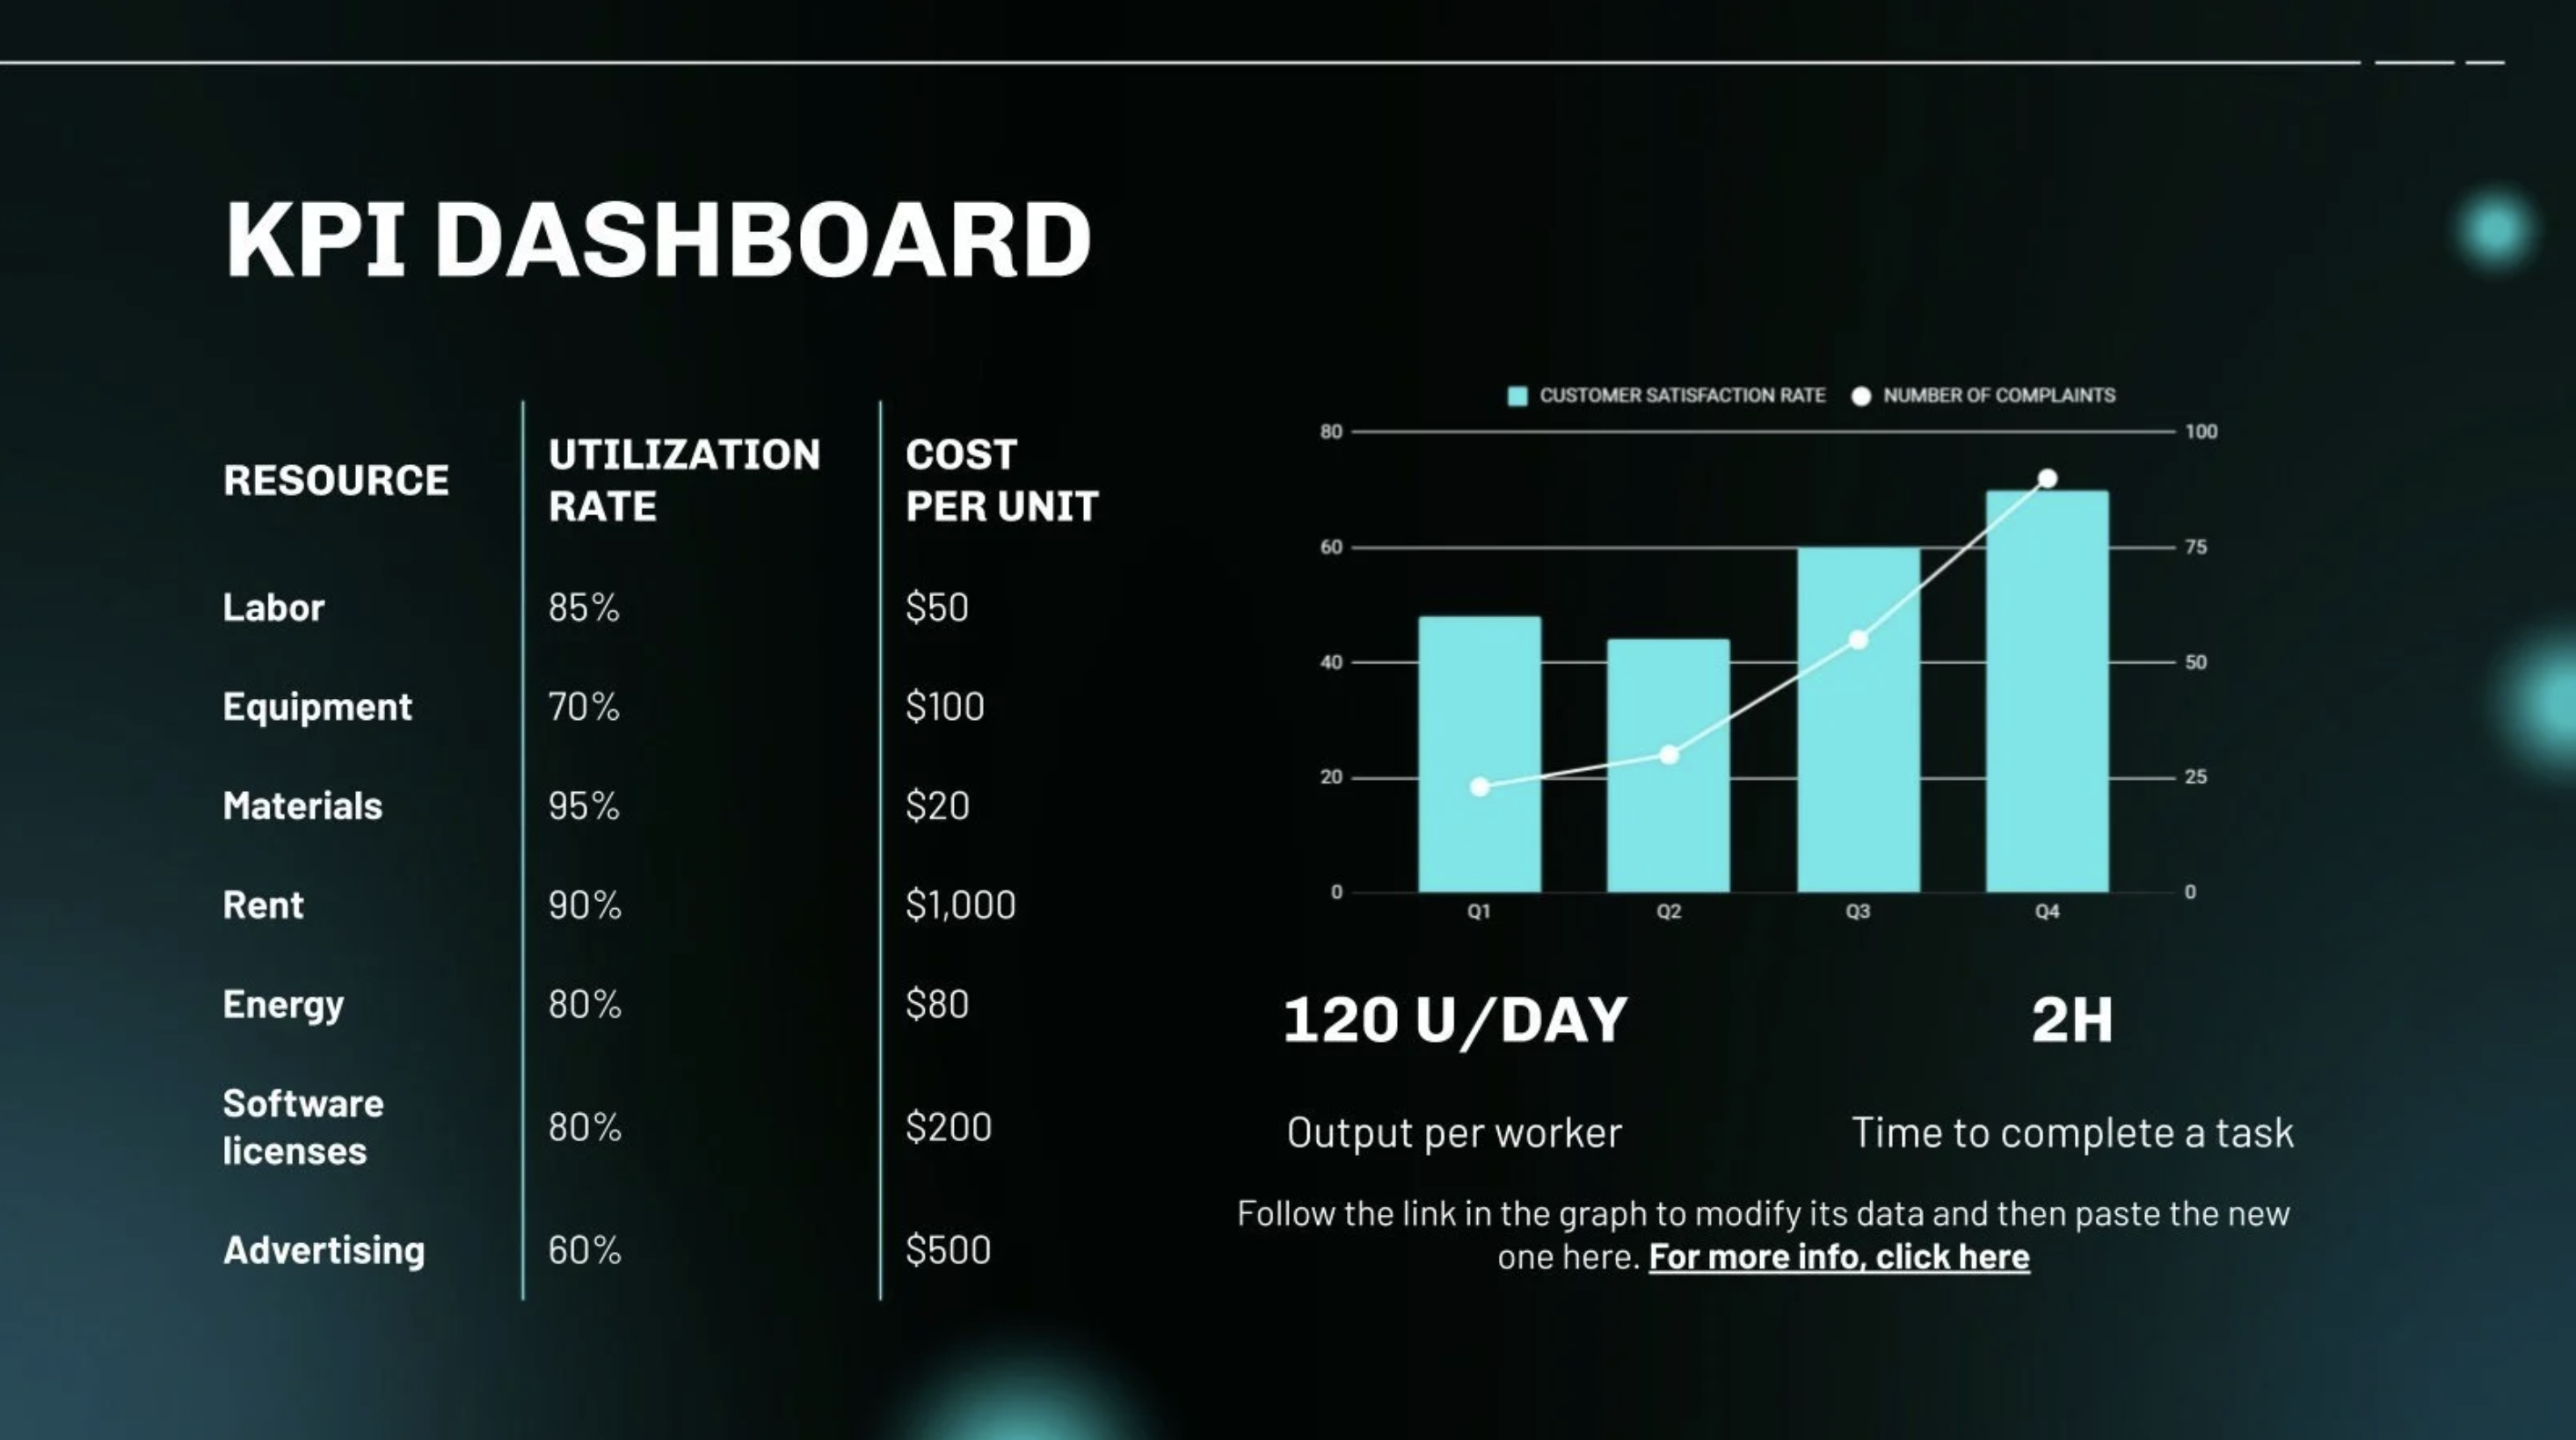 KPI DASHBOARD
RESOURCE
UTILIZATION
RATE
COST
PER UNIT
Labor
85%
$50
Equipment
70%
$100
Materials
95%
$20
Rent
90%
$1,000
Energy
80%
$80
Software
licenses
80%
$200
Advertising
60%
$500
CUSTOMER SATISFACTION RATE
NUMBER OF COMPLAINTS
80
100
60
75
40
50
20
25
0
0
Q1
Q2
Q3
Q4
120 U/DAY
2H
Output per worker
Time to complete a task
Follow the link in the graph to modify its data and then paste the new
one here. For more info, click here